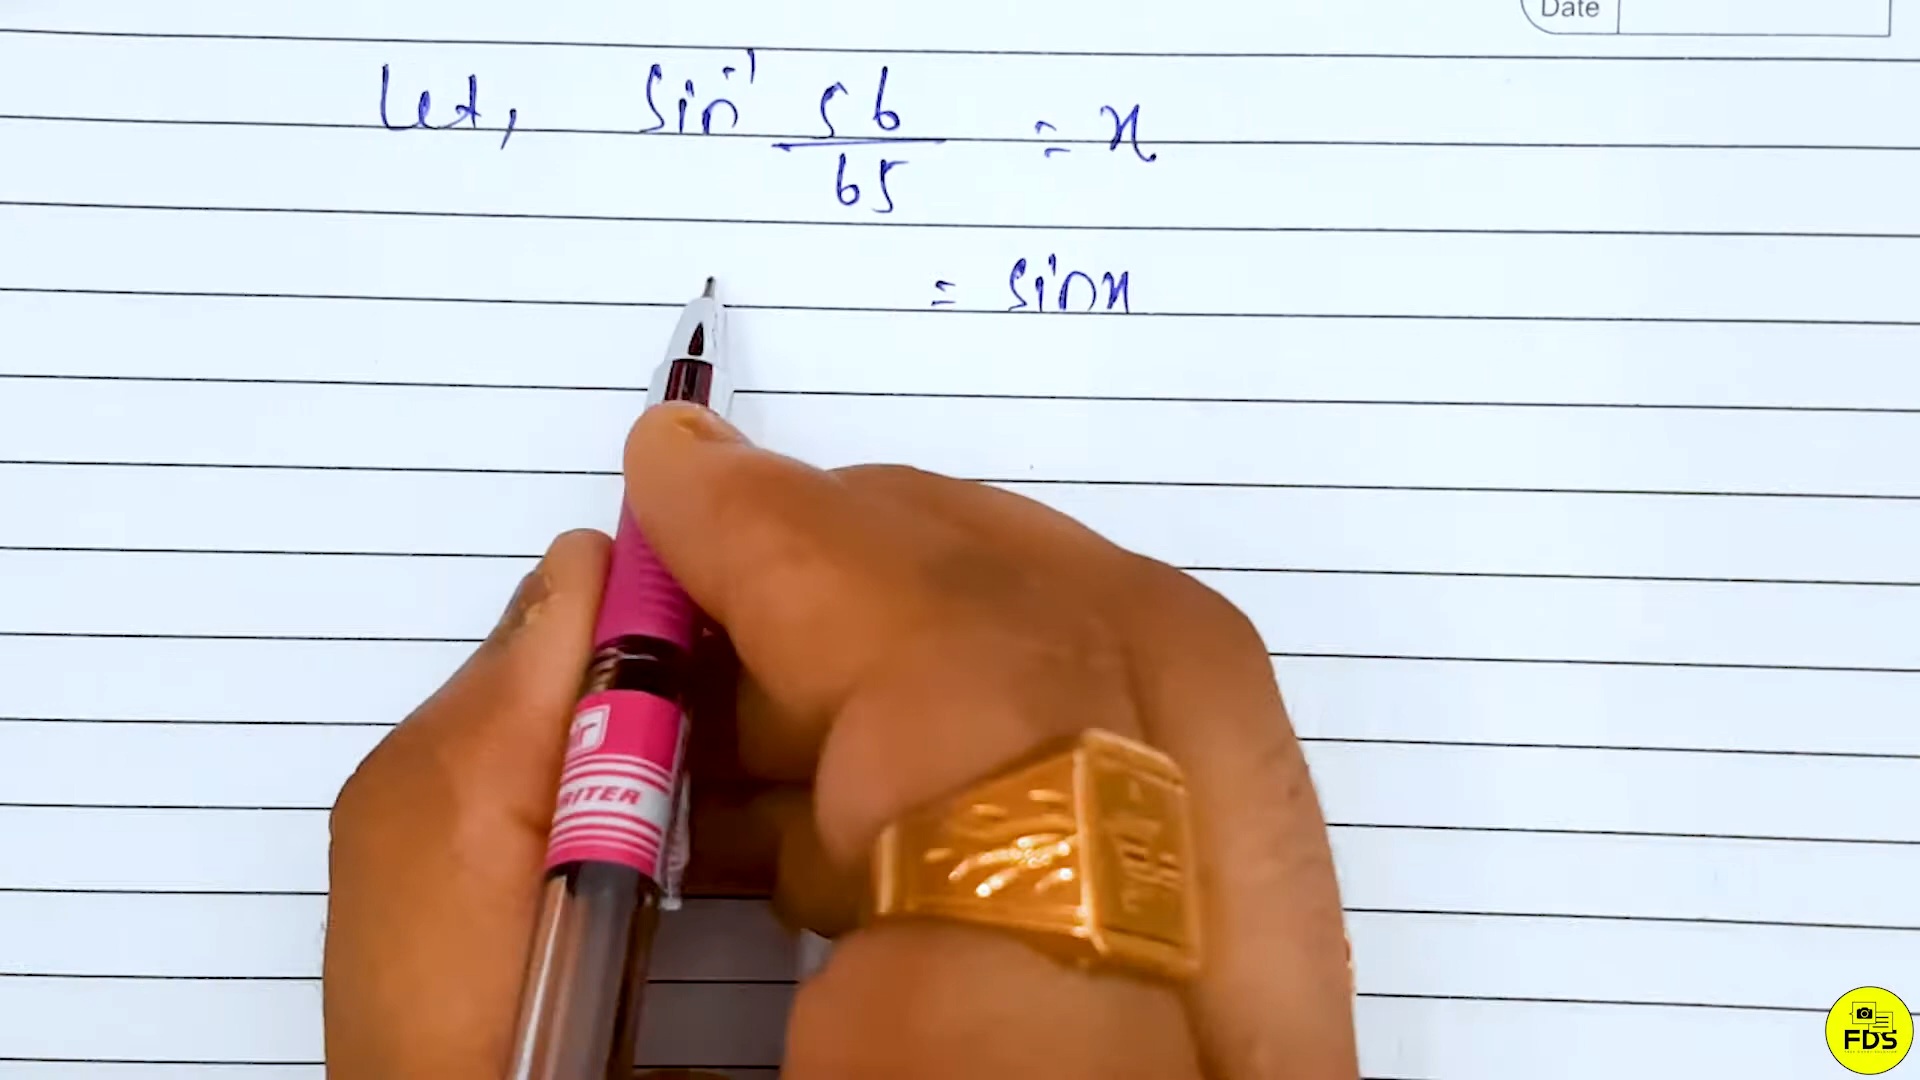 Date
Let, sin⁻¹ 56/65 = x
= sin x
RITER
FDS